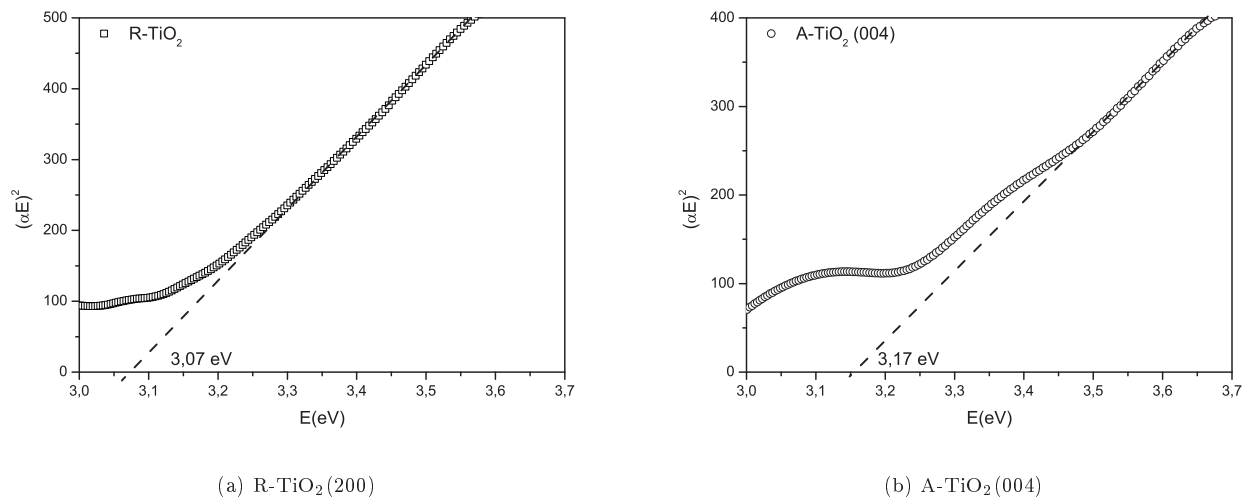 500
400
300
200
100
0
(αE)²
R-TiO₂
3,07 eV
3,0 3,1 3,2 3,3 3,4 3,5 3,6 3,7
E(eV)
(a) R-TiO₂(200)
400
300
200
100
0
(αE)²
A-TiO₂ (004)
3,17 eV
3,0 3,1 3,2 3,3 3,4 3,5 3,6 3,7
E(eV)
(b) A-TiO₂(004)